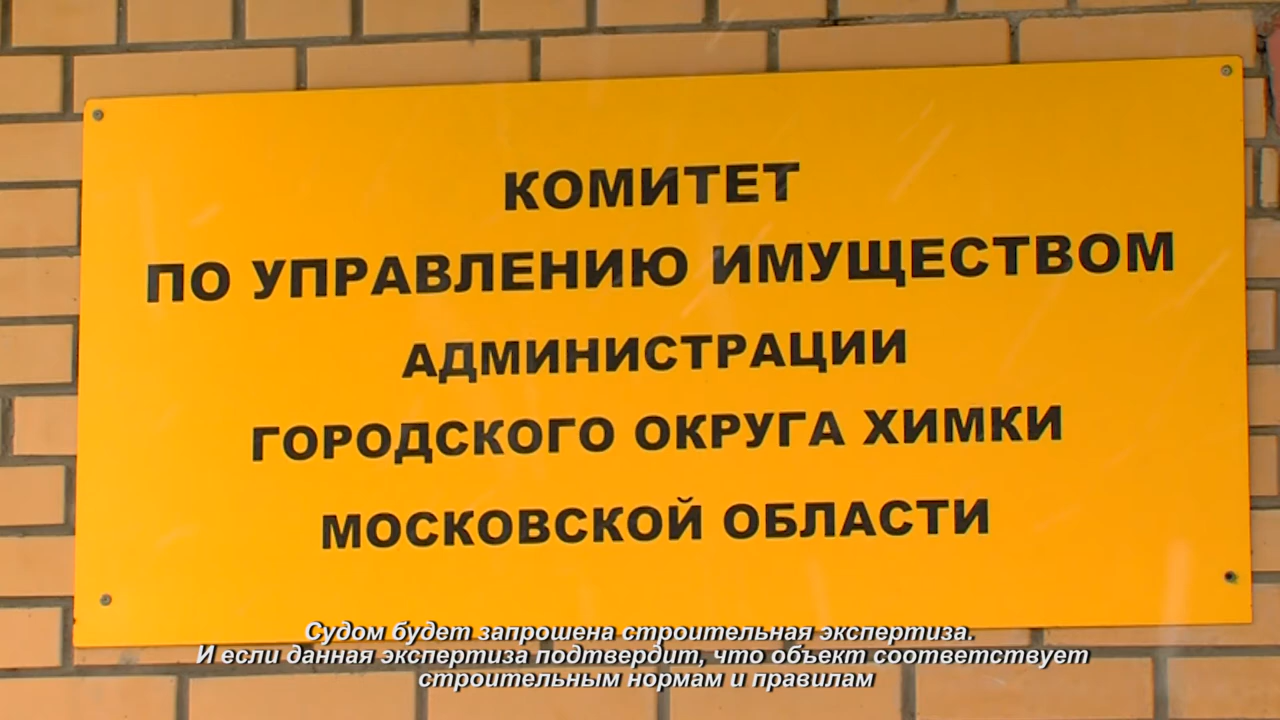 КОМИТЕТ
ПО УПРАВЛЕНИЮ ИМУЩЕСТВОМ
АДМИНИСТРАЦИИ
ГОРОДСКОГО ОКРУГА ХИМКИ
МОСКОВСКОЙ ОБЛАСТИ
Судом будет запрошена строительная экспертиза.
И если данная экспертиза подтвердит, что объект соответствует
строительным нормам и правилам